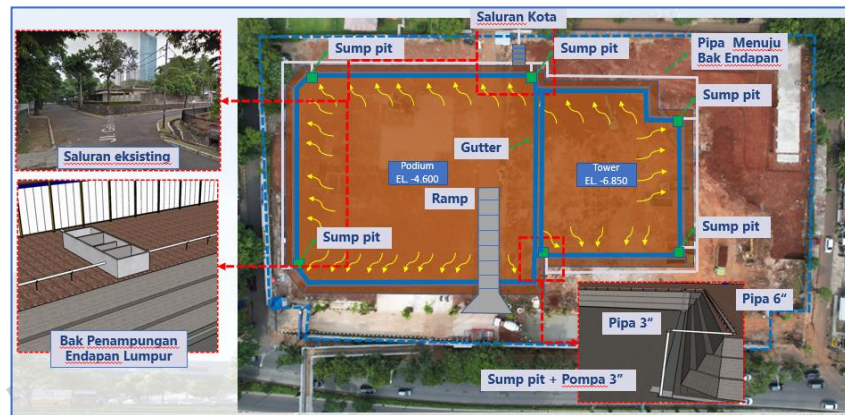 Saluran Kota
Sump pit
Sump pit
Pipa Menuju
Bak Endapan
Sump pit
Saluran eksisting
Gutter
Podium
EL. -4.600
Tower
EL. -6.850
Ramp
Sump pit
Sump pit
Bak Penampungan
Endapan Lumpur
Pipa 6“
Pipa 3“
Sump pit + Pompa 3”